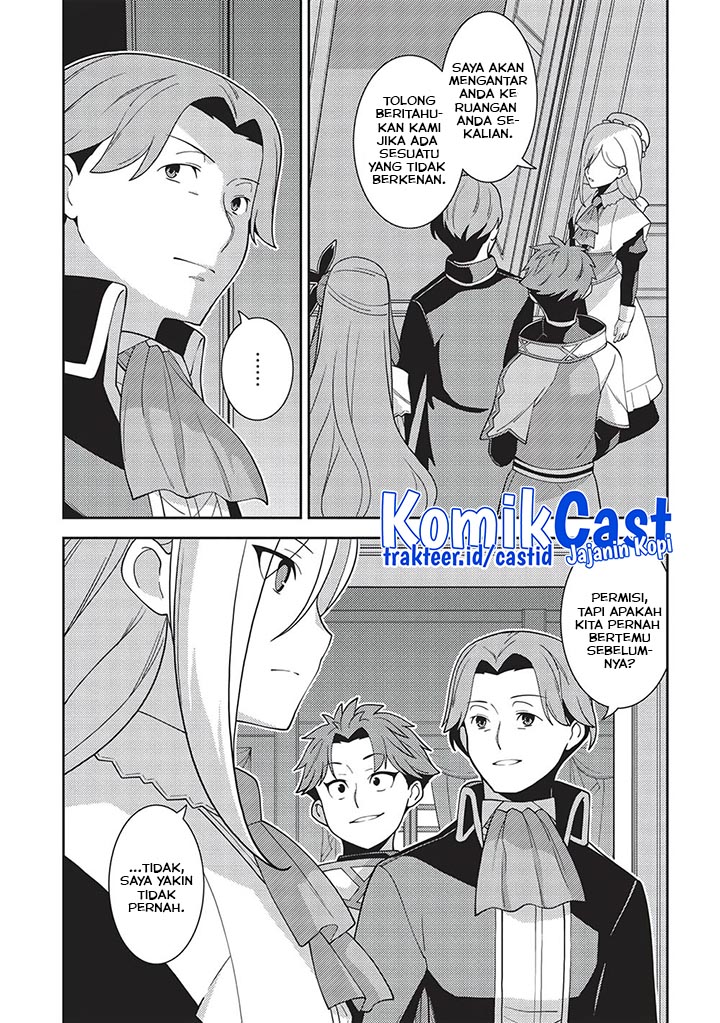 SAYA AKAN
MENGANTAR
ANDA KE
RUANGAN
ANDA SE-
KALIAN.
TOLONG
BERITAHU-
KAN KAMI
JIKA ADA
SESUATU
YANG TIDAK
BERKENAN.
......
KomikCast
trakteer.id/castid
Jajanin Kopi
PERMISI,
TAPI APAKAH
KITA PERNAH
BERTEMU
SEBELUM-
NYA?
...TIDAK,
SAYA YAKIN
TIDAK
PERNAH.